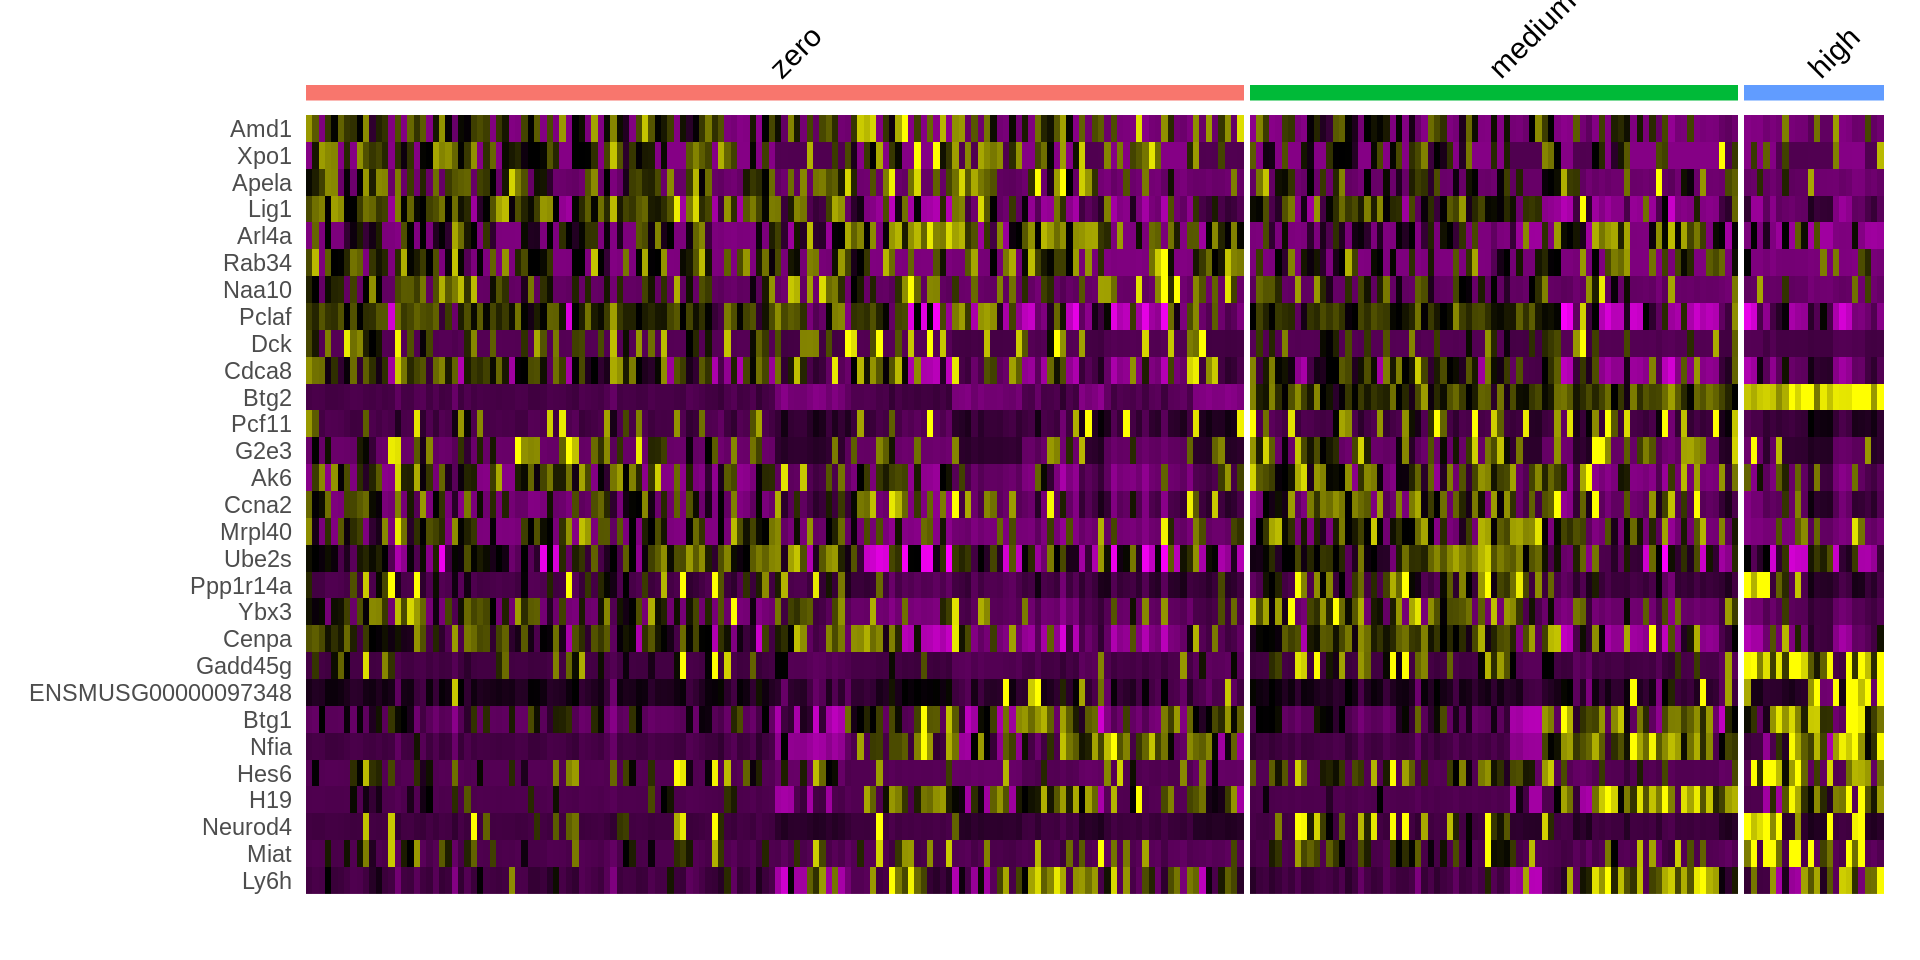 zero
medium
high
Amd1
Xpo1
Apela
Lig1
Arl4a
Rab34
Naa10
Pclaf
Dck
Cdca8
Btg2
Pcf11
G2e3
Ak6
Ccna2
Mrpl40
Ube2s
Ppp1r14a
Ybx3
Cenpa
Gadd45g
ENSMUSG00000097348
Btg1
Nfia
Hes6
H19
Neurod4
Miat
Ly6h